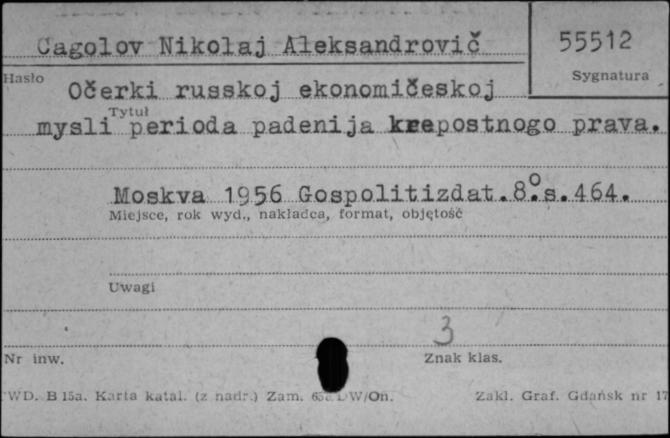 Cagolov Nikolaj Aleksandrovič
55512
Hasło
Sygnatura
Očerki russkoj ekonomičeskoj
Tytuł
mysli perioda padenija krepostnogo prava.
Moskva 1956 Gospolitizdat.8°.s.464.
Miejsce, rok wyd., nakładca, format, objętość
Uwagi
3
Nr inw.
Znak klas.
WD. B 15a. Karta katal. (z nadr.) Zam. DW/On.
Zakl. Graf. Gdańsk nr 17